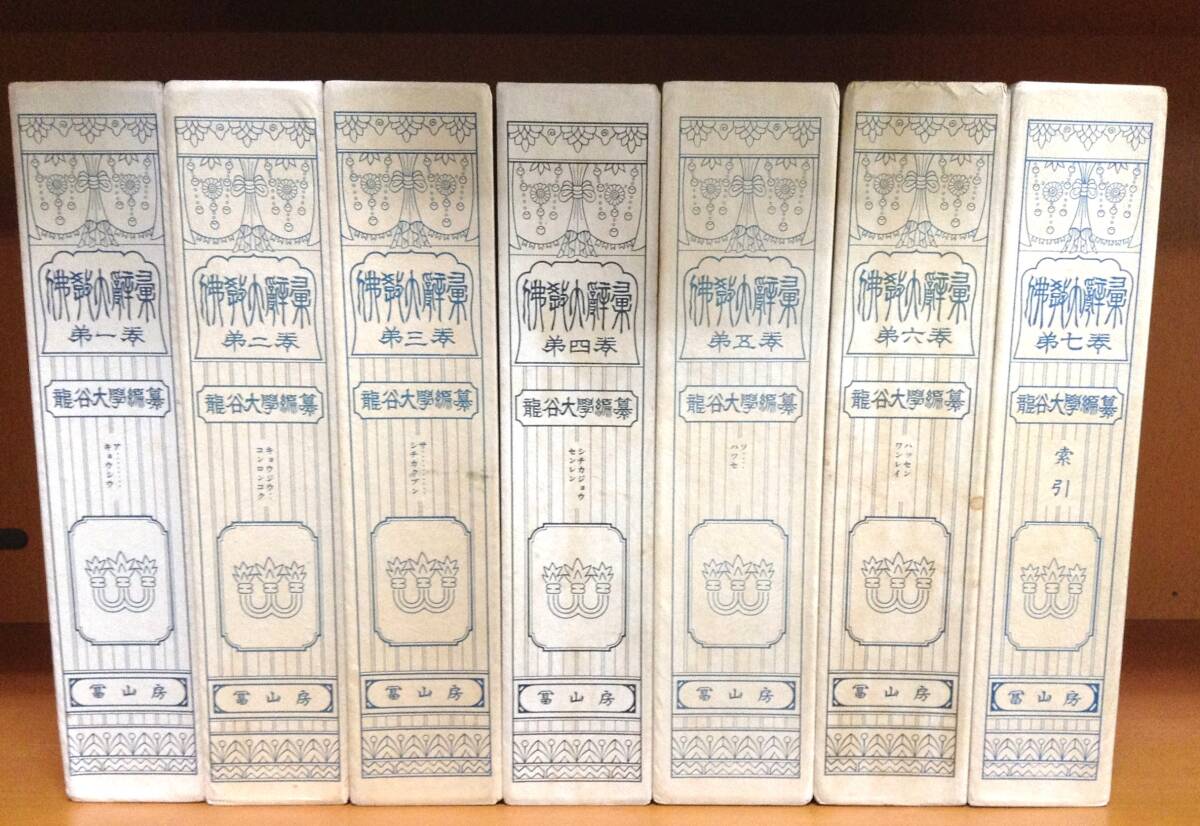 佛教大辭彙
第一卷
龍谷大學編纂
ア………
キョウシウ
冨山房
佛教大辭彙
第二卷
龍谷大學編纂
キョウジウ‥
コンロンコク
冨山房
佛教大辭彙
第三卷
龍谷大學編纂
サ………
シチカクブン
冨山房
佛教大辭彙
第四卷
龍谷大學編纂
シチカジョウ
センレン
冨山房
佛教大辭彙
第五卷
龍谷大學編纂
ソ……
ハツセ
冨山房
佛教大辭彙
第六卷
龍谷大學編纂
ハッセン
ワンレイ
冨山房
佛教大辭彙
第七卷
龍谷大學編纂
索引
冨山房